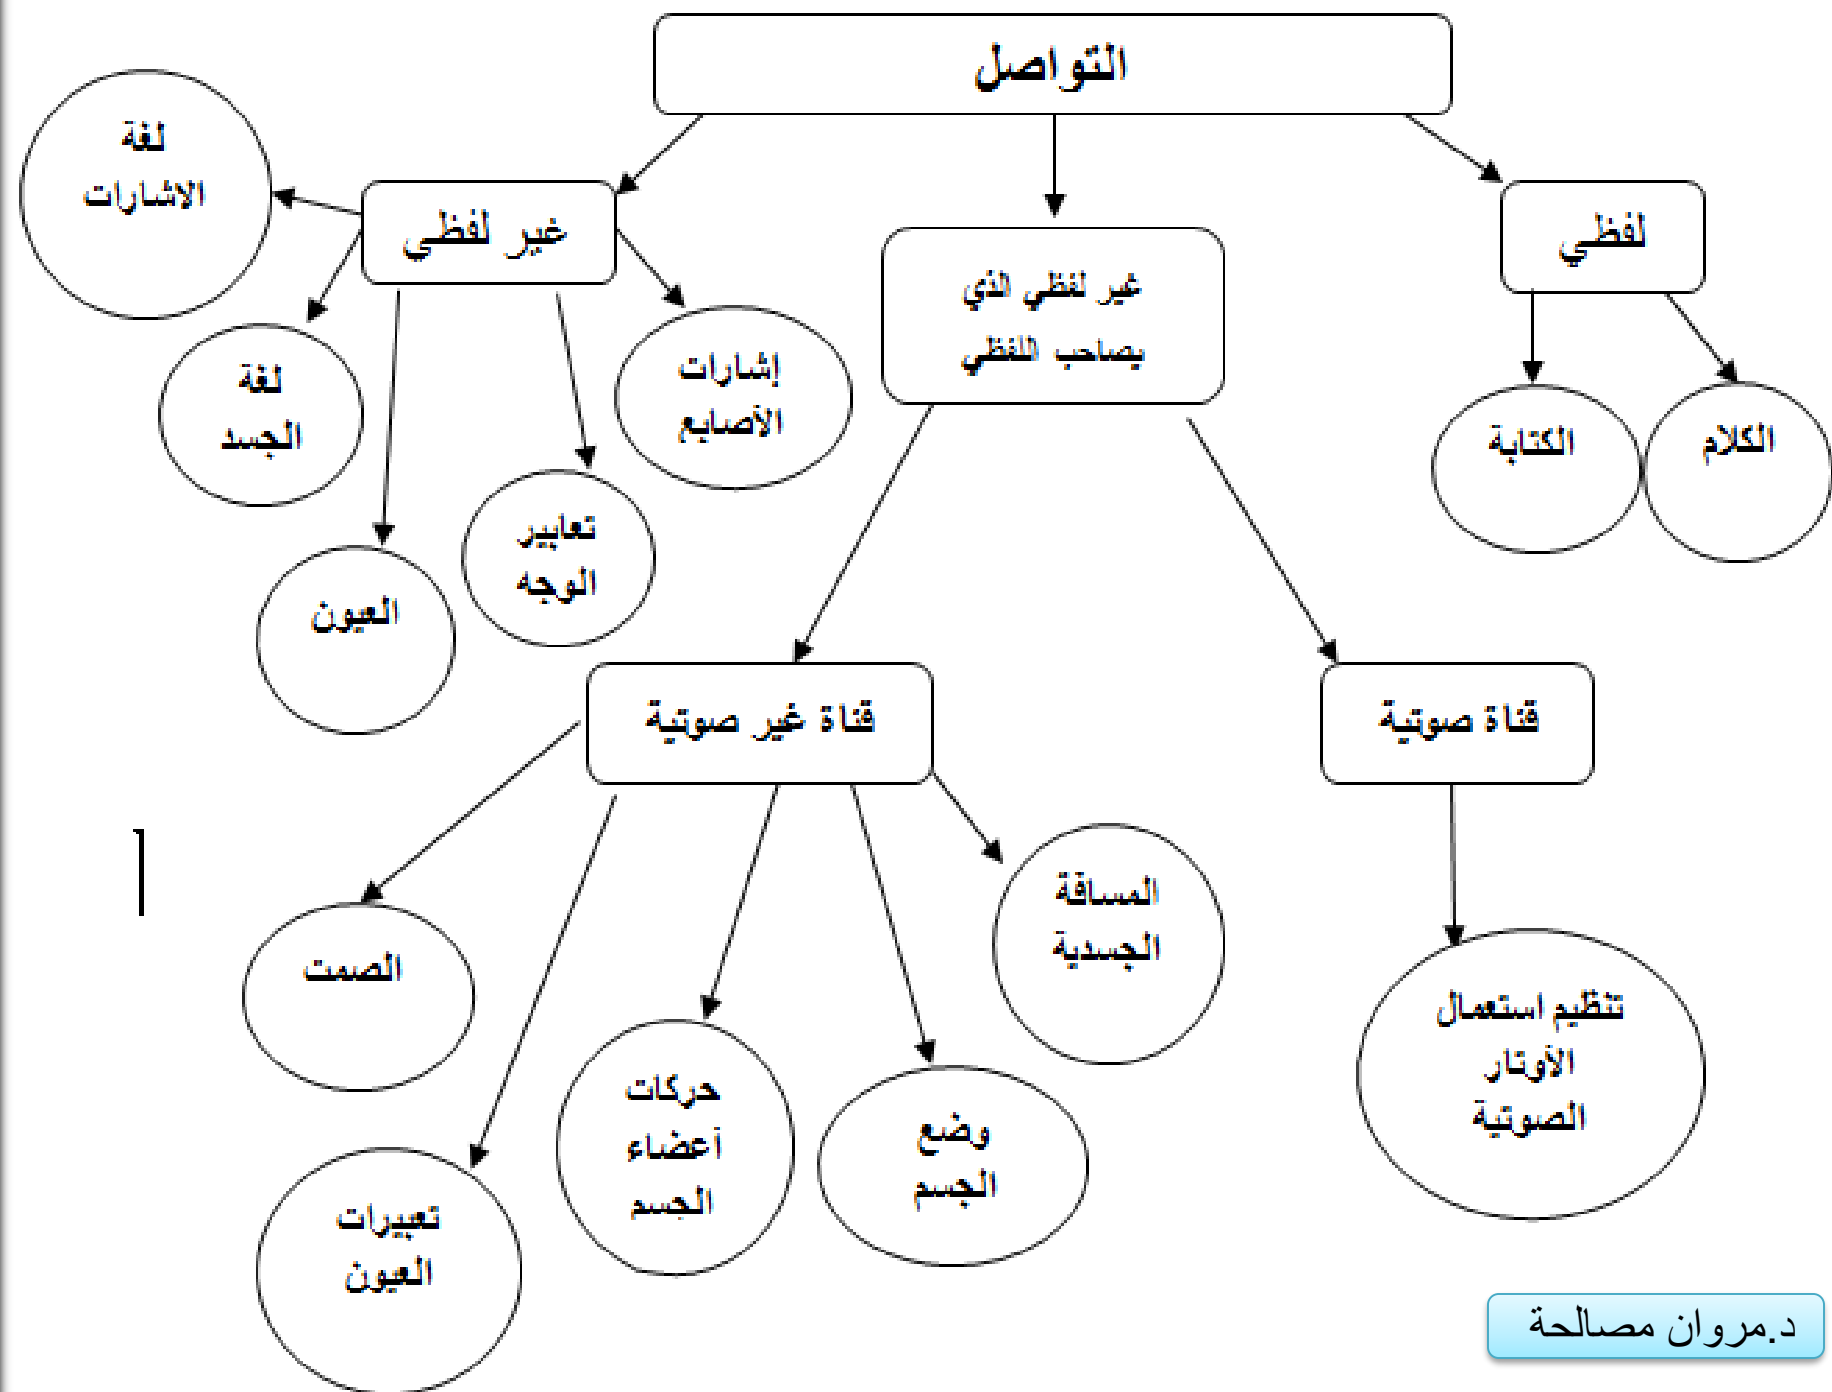 التواصل
لفظي
الكلام
الكتابة
غير لفظي الذي
يصاحب اللفظي
قناة صوتية
تنظيم استعمال
الأوتار
الصوتية
قناة غير صوتية
المسافة
الجسدية
وضع
الجسم
حركات
أعضاء
الجسم
تعبيرات
العيون
الصمت
غير لفظي
إشارات
الأصابع
تعابير
الوجه
العيون
لغة
الجسد
لغة
الاشارات
د.مروان مصالحة